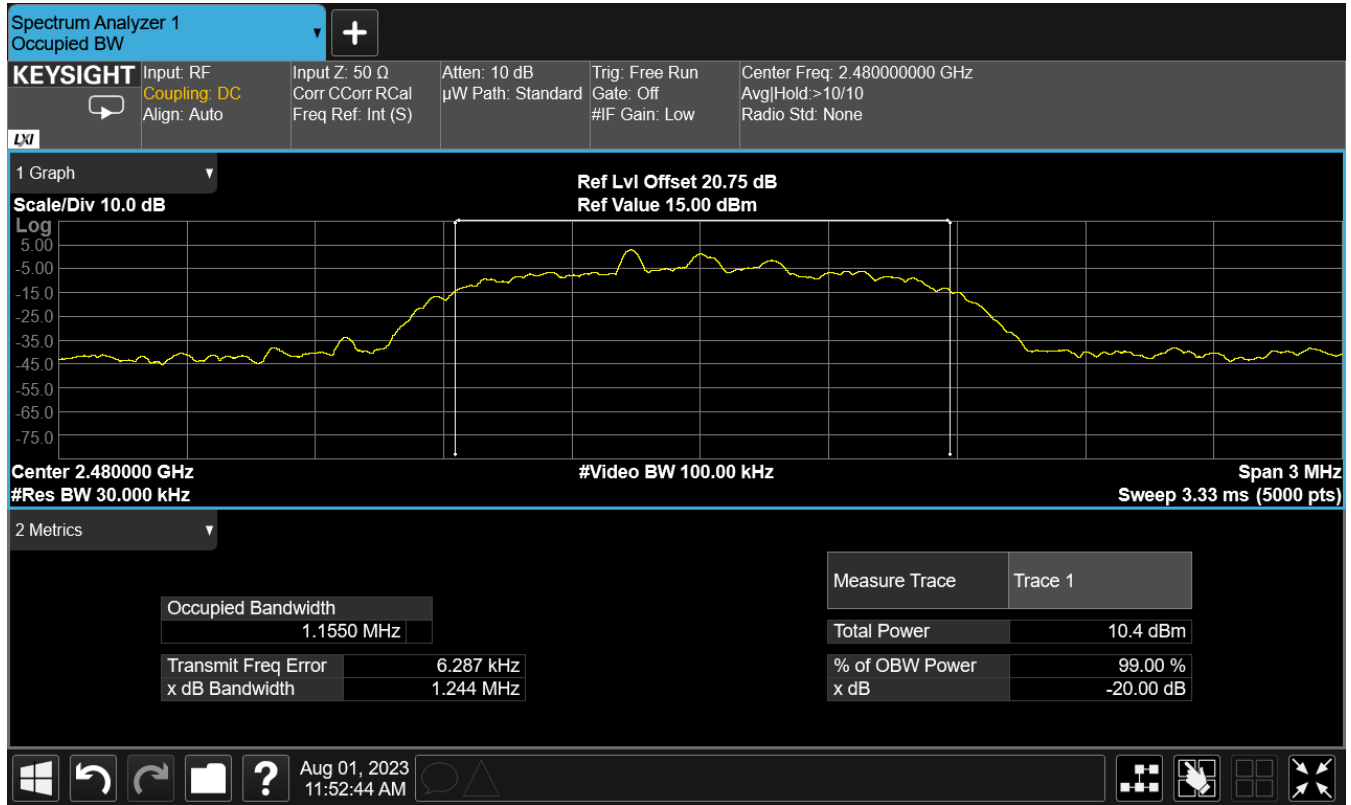 Spectrum Analyzer 1
Occupied BW
KEYSIGHT
LXI
Input: RF
Coupling: DC
Align: Auto
Input Z: 50 Ω
Corr CCorr RCal
Freq Ref: Int (S)
Atten: 10 dB
µW Path: Standard
Trig: Free Run
Gate: Off
#IF Gain: Low
Center Freq: 2.480000000 GHz
Avg|Hold:>10/10
Radio Std: None
1 Graph
Scale/Div 10.0 dB
Ref Lvl Offset 20.75 dB
Ref Value 15.00 dBm
Log
5.00
-5.00
-15.0
-25.0
-35.0
-45.0
-55.0
-65.0
-75.0
Center 2.480000 GHz
#Video BW 100.00 kHz
Span 3 MHz
#Res BW 30.000 kHz
Sweep 3.33 ms (5000 pts)
2 Metrics
Occupied Bandwidth
1.1550 MHz
Transmit Freq Error 6.287 kHz
x dB Bandwidth 1.244 MHz
Measure Trace Trace 1
Total Power 10.4 dBm
% of OBW Power 99.00 %
x dB -20.00 dB
?
Aug 01, 2023
11:52:44 AM